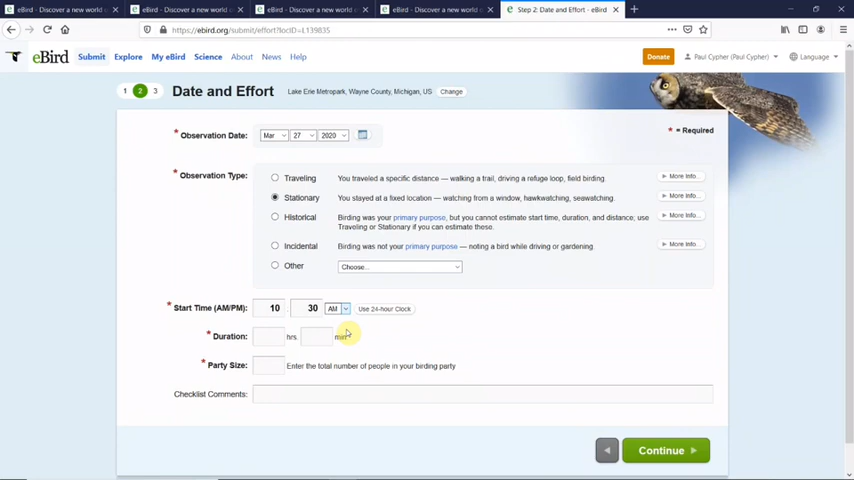 eBird - Discover a new world o
eBird - Discover a new world o
eBird - Discover a new world o
eBird - Discover a new world o
Step 2: Date and Effort - eBird
https://ebird.org/submit/effort?locID=L139835
eBird Submit Explore My eBird Science About News Help Donate Paul Cypher (Paul Cypher) Language
1 2 3 Date and Effort Lake Erie Metropark, Wayne County, Michigan, US Change
* Observation Date: Mar 27 2020 * = Required
* Observation Type: Traveling You traveled a specific distance — walking a trail, driving a refuge loop, field birding. More Info...
Stationary You stayed at a fixed location — watching from a window, hawkwatching, seawatching. More Info...
Historical Birding was your primary purpose, but you cannot estimate start time, duration, and distance; use More Info...
Traveling or Stationary if you can estimate these.
Incidental Birding was not your primary purpose — noting a bird while driving or gardening. More Info...
Other Choose...
* Start Time (AM/PM): 10 : 30 AM Use 24-hour Clock
* Duration: hrs. min
* Party Size: Enter the total number of people in your birding party
Checklist Comments:
Continue